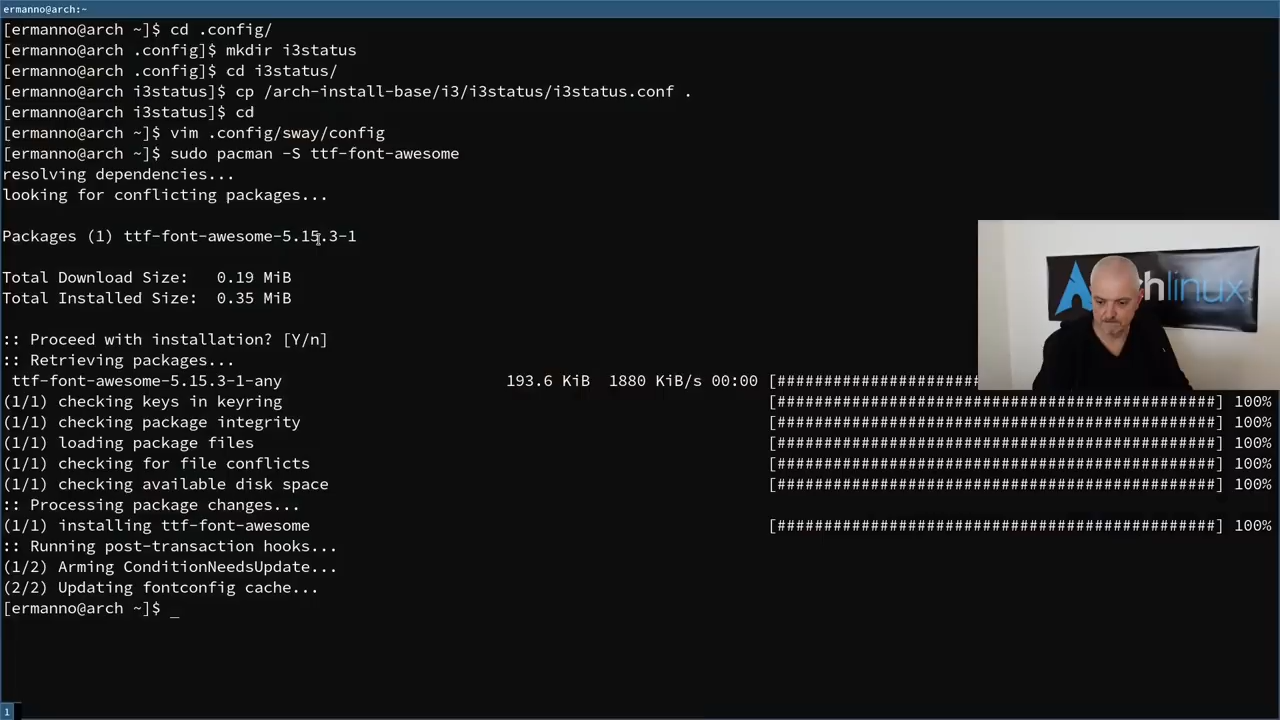 ermanno@arch:~
[ermanno@arch ~]$ cd .config/
[ermanno@arch .config]$ mkdir i3status
[ermanno@arch .config]$ cd i3status/
[ermanno@arch i3status]$ cp /arch-install-base/i3/i3status/i3status.conf .
[ermanno@arch i3status]$ cd
[ermanno@arch ~]$ vim .config/sway/config
[ermanno@arch ~]$ sudo pacman -S ttf-font-awesome
resolving dependencies...
looking for conflicting packages...
Packages (1) ttf-font-awesome-5.15.3-1
Total Download Size:   0.19 MiB
Total Installed Size:  0.35 MiB
:: Proceed with installation? [Y/n]
:: Retrieving packages...
ttf-font-awesome-5.15.3-1-any 193.6 KiB 1880 KiB/s 00:00 [######################
(1/1) checking keys in keyring [################################################] 100%
(1/1) checking package integrity [################################################] 100%
(1/1) loading package files [################################################] 100%
(1/1) checking for file conflicts [################################################] 100%
(1/1) checking available disk space [################################################] 100%
:: Processing package changes...
(1/1) installing ttf-font-awesome [################################################] 100%
:: Running post-transaction hooks...
(1/2) Arming ConditionNeedsUpdate...
(2/2) Updating fontconfig cache...
[ermanno@arch ~]$ _
1